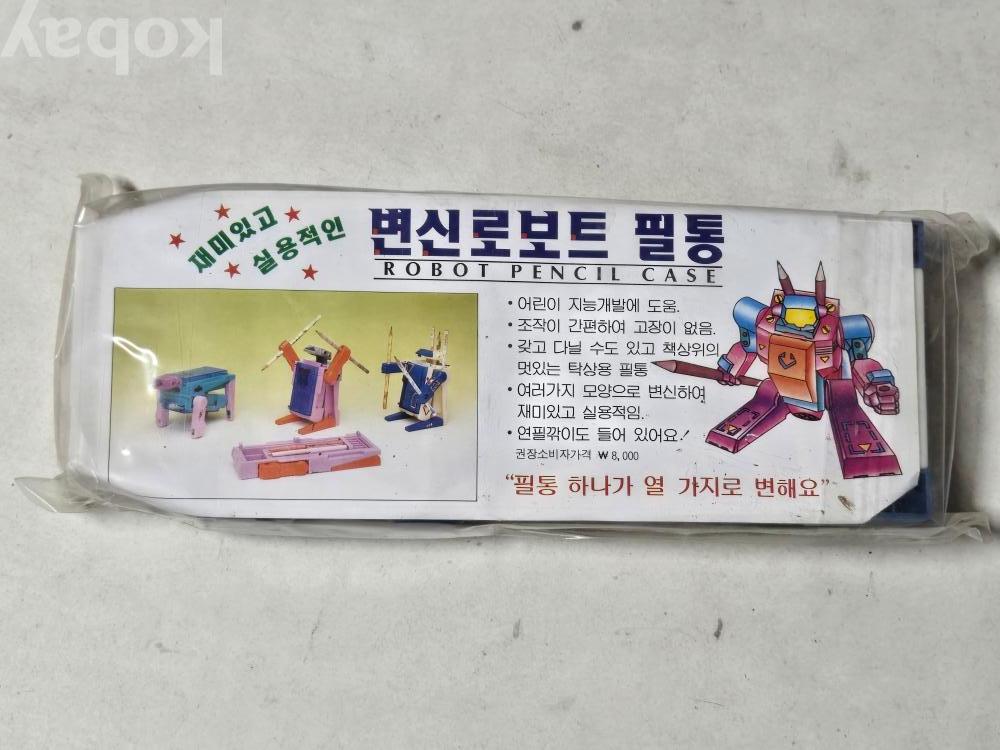 kobay
재미있고
실용적인
변신로보트 필통
ROBOT PENCIL CASE
• 어린이 지능개발에 도움.
• 조작이 간편하여 고장이 없음.
• 갖고 다닐 수도 있고 책상위의
멋있는 탁상용 필통
• 여러가지 모양으로 변신하여
재미있고 실용적임.
• 연필깎이도 들어 있어요!
권장소비자가격 ₩ 8,000
“필통 하나가 열 가지로 변해요”